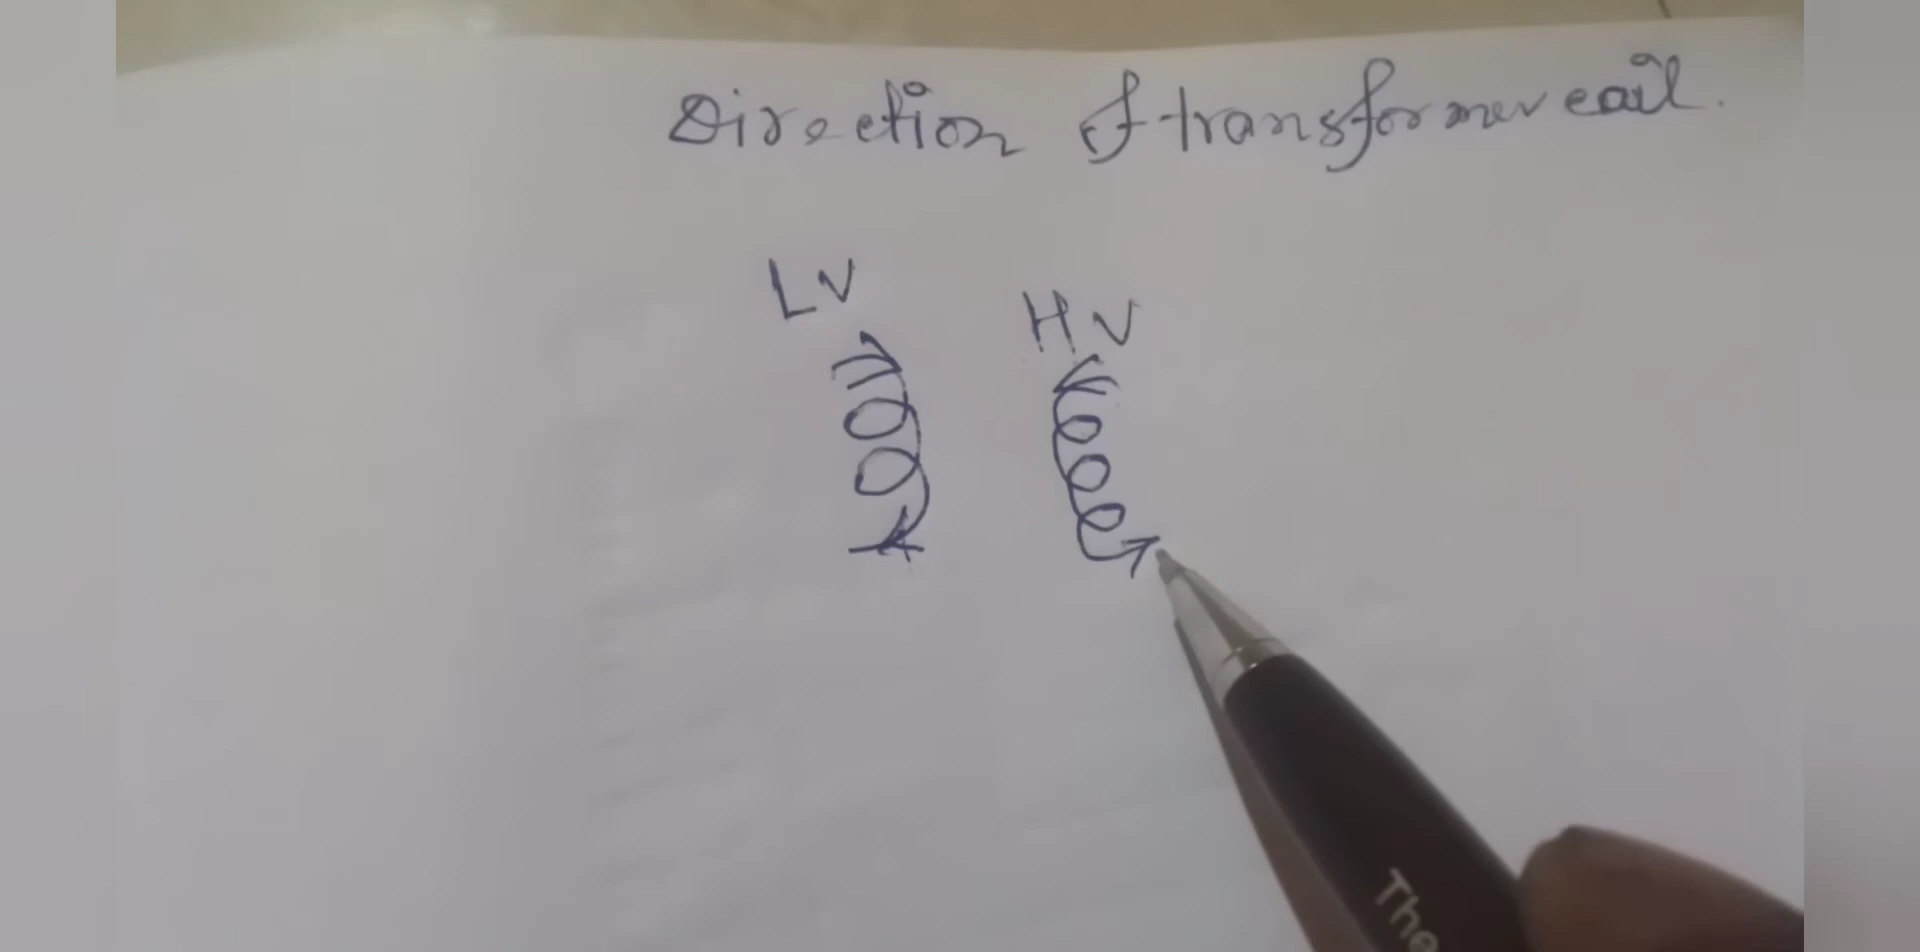 Direction of transformer coil.
LV HV
The